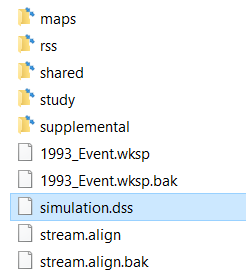 maps
rss
shared
study
supplemental
1993_Event.wksp
1993_Event.wksp.bak
simulation.dss
stream.align
stream.align.bak